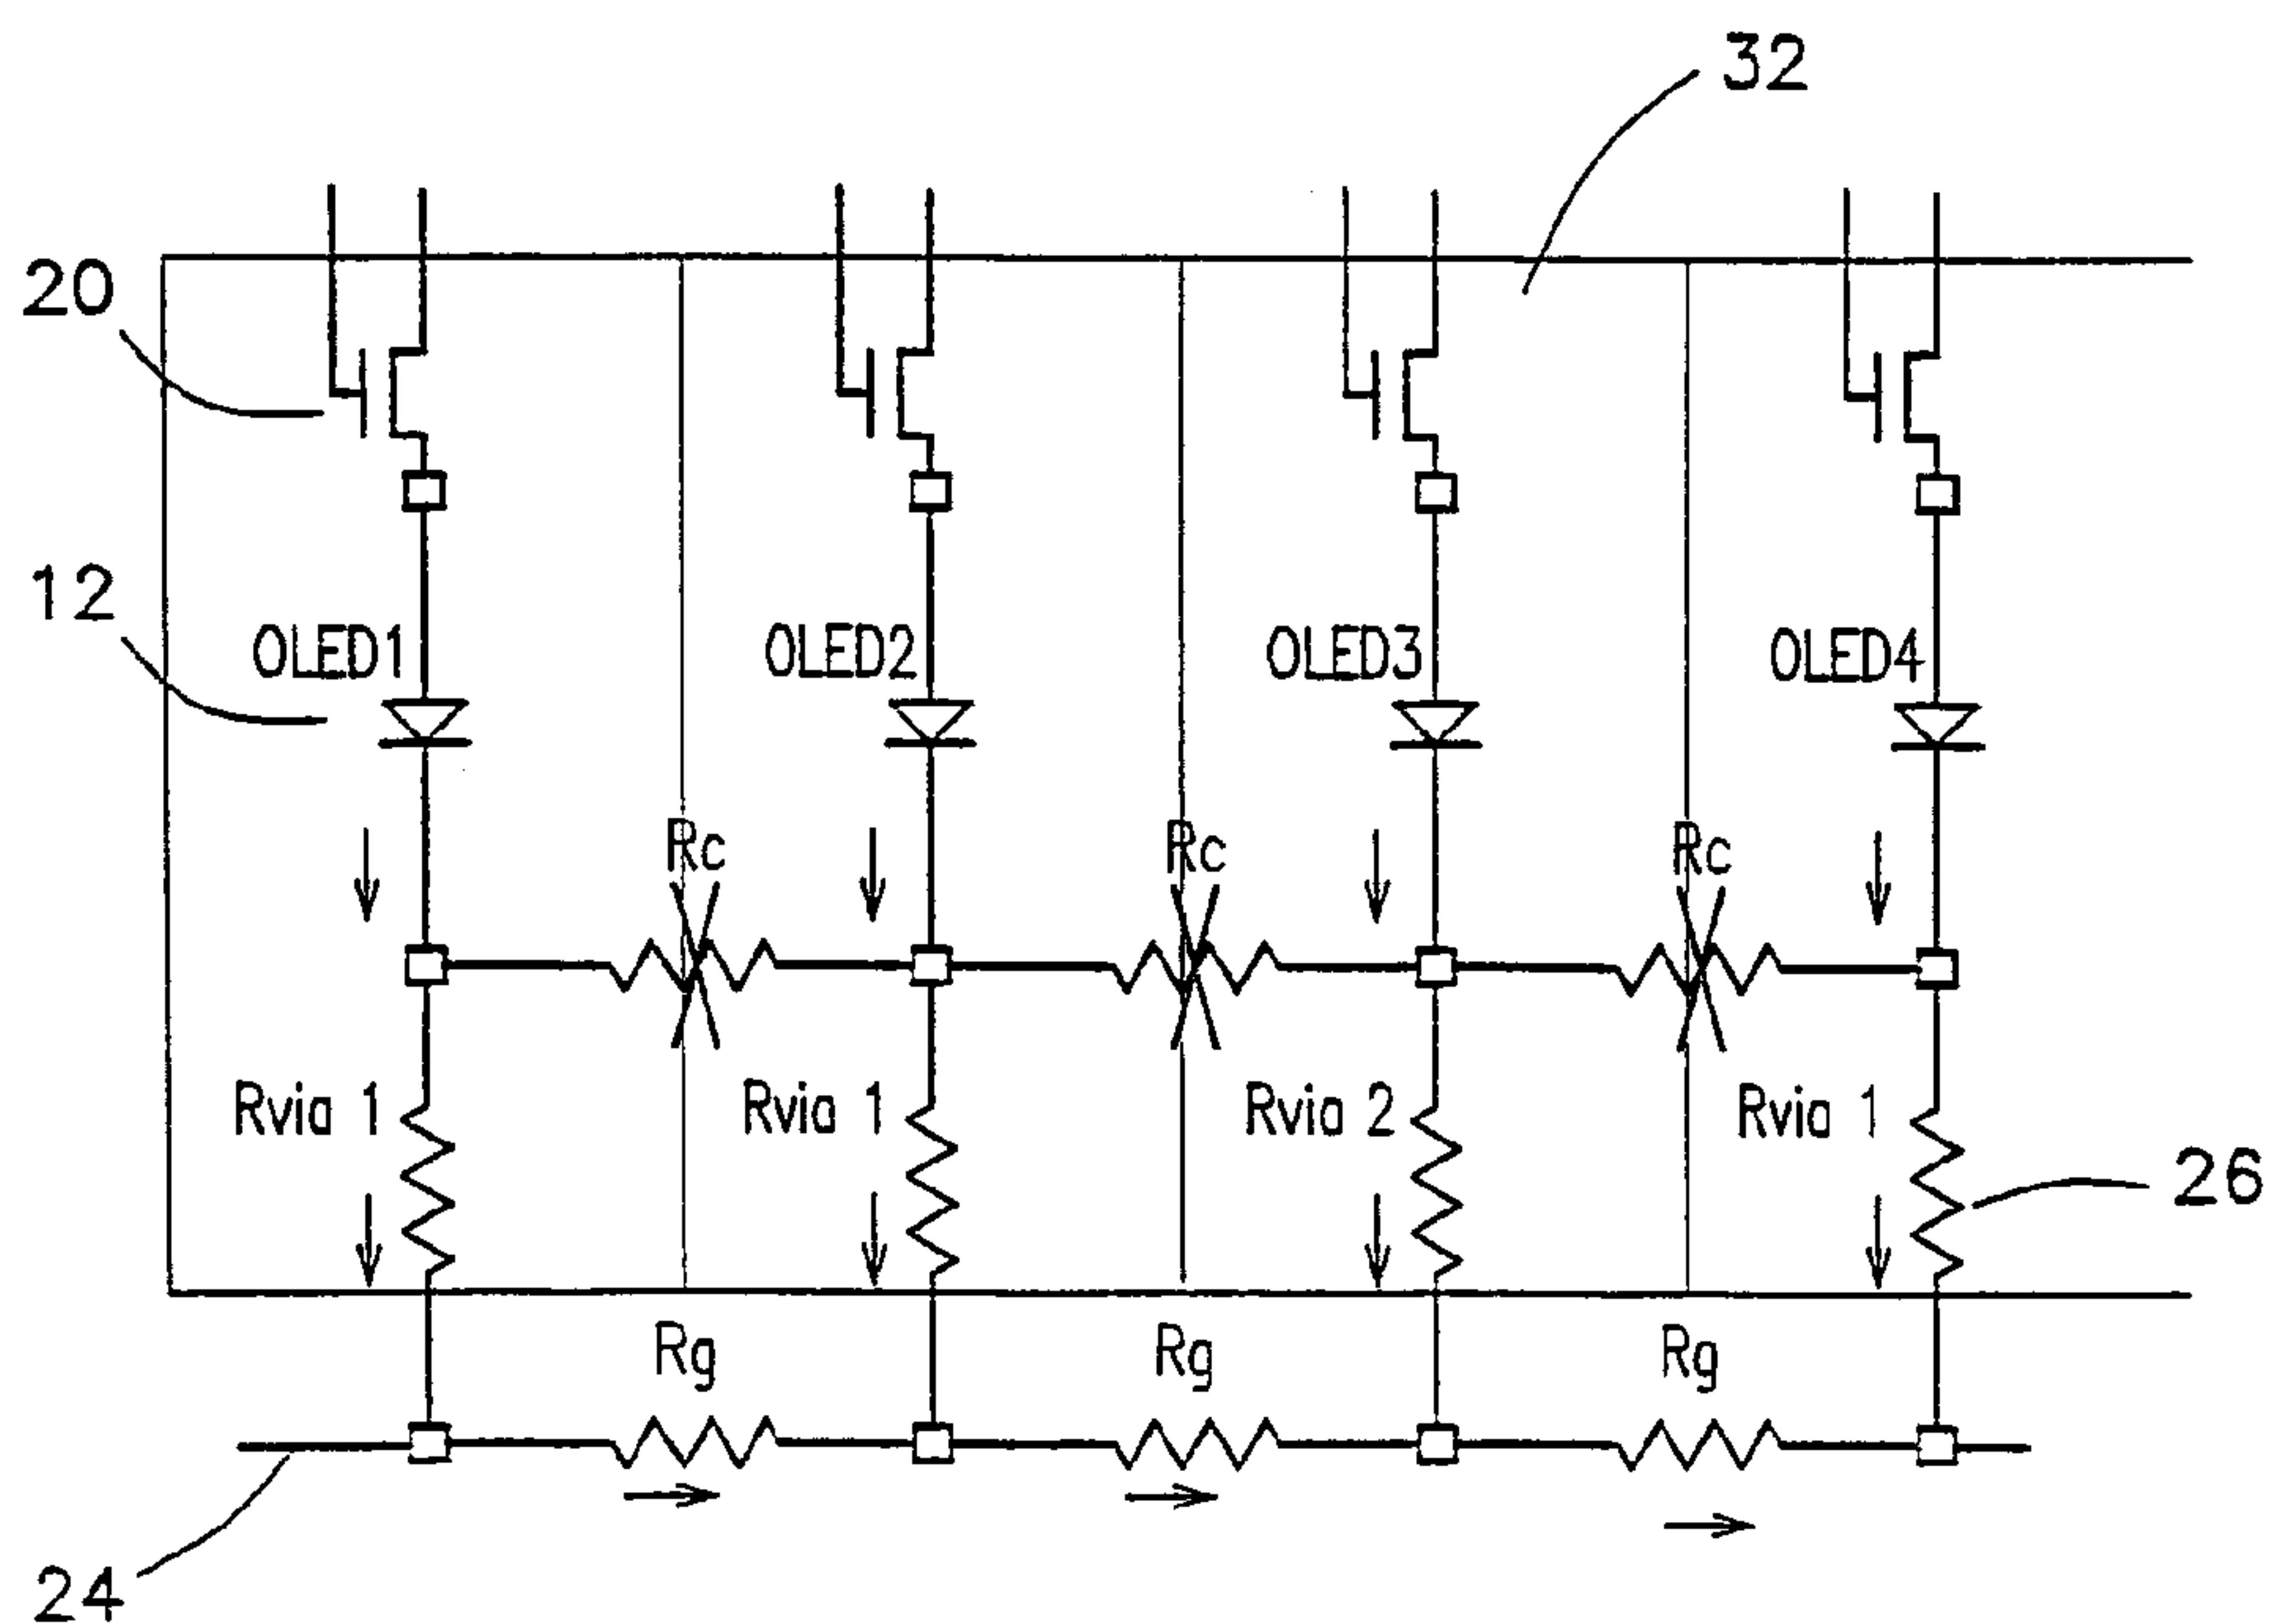 32
20
12
OLED1
OLED2
OLED3
OLED4
Rc
Rc
Rc
Rvia 1
Rvia 1
Rvia 2
Rvia 1
26
Rg
Rg
Rg
24